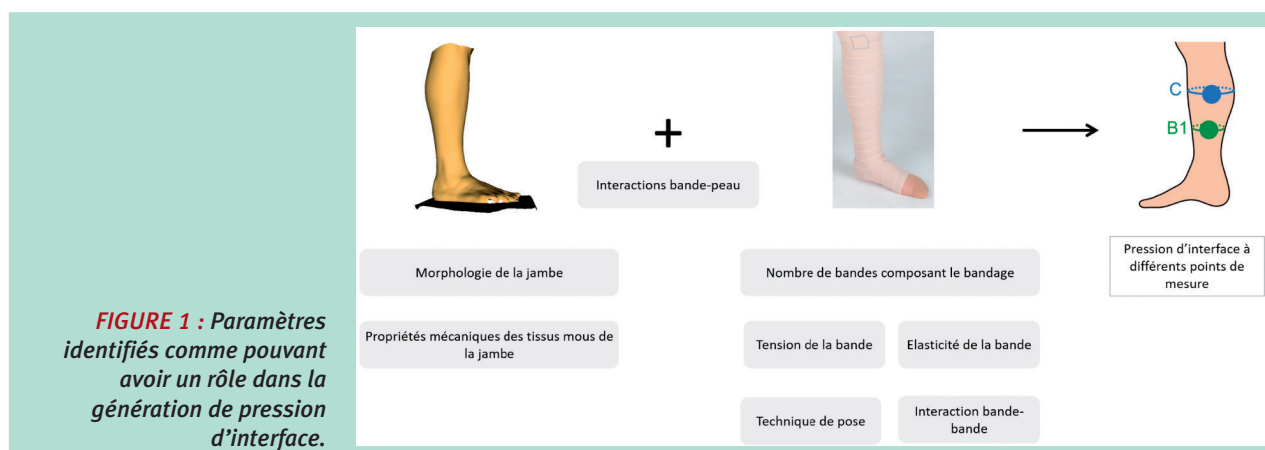 C
B1
+
Interactions bande-peau
Morphologie de la jambe
Propriétés mécaniques des tissus mous de
la jambe
Nombre de bandes composant le bandage
Tension de la bande
Elasticité de la bande
Technique de pose
Interaction bande-
bande
Pression d'interface à
différents points de
mesure
FIGURE 1 : Paramètres
identifiés comme pouvant
avoir un rôle dans la
génération de pression
d'interface.